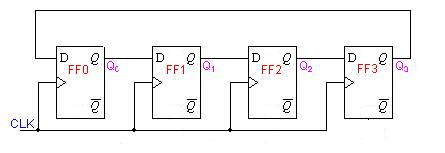 D Q Q0 D Q Q1 D Q Q2 D Q Q3
FF0 FF1 FF2 FF3
Q̅ Q̅ Q̅ Q̅
CLK